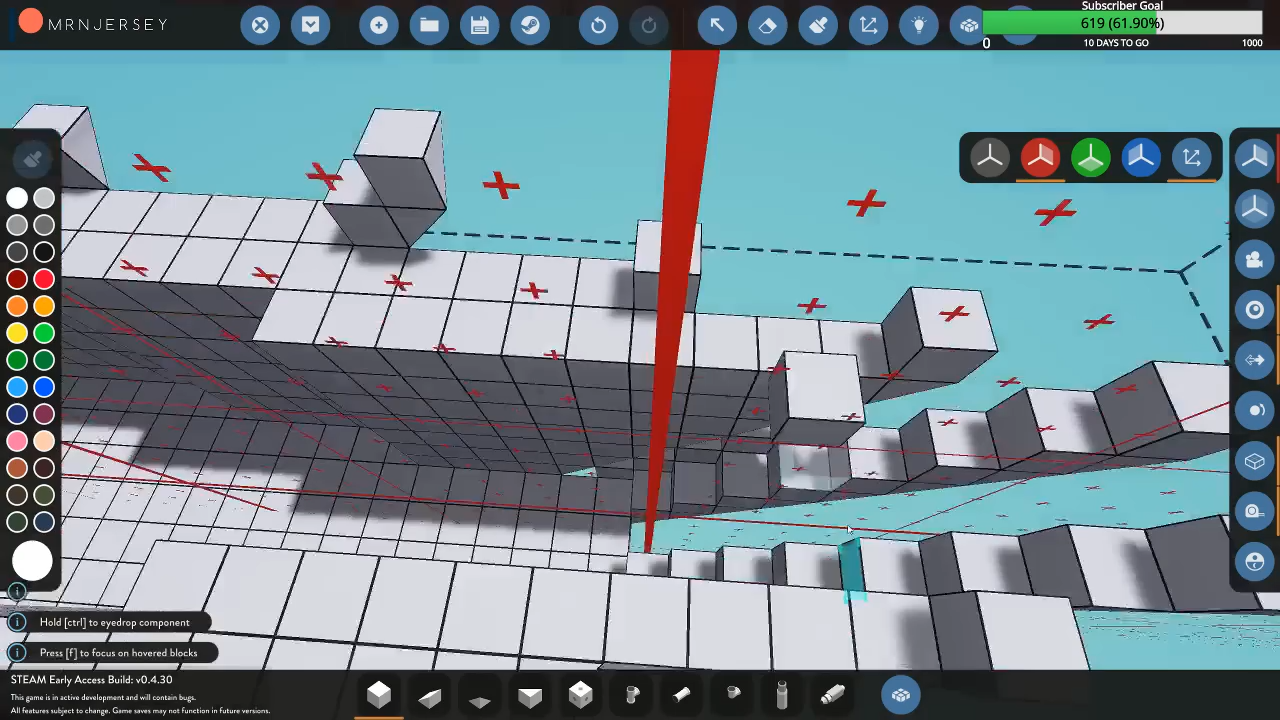 MRNJERSEY
Subscriber Goal
619 (61.90%)
0 10 DAYS TO GO 1000
Hold [ctrl] to eyedrop component
Press [f] to focus on hovered blocks
STEAM Early Access Build: v0.4.30
This game is in active development and will contain bugs.
All features subject to change. Game saves may not function in future versions.